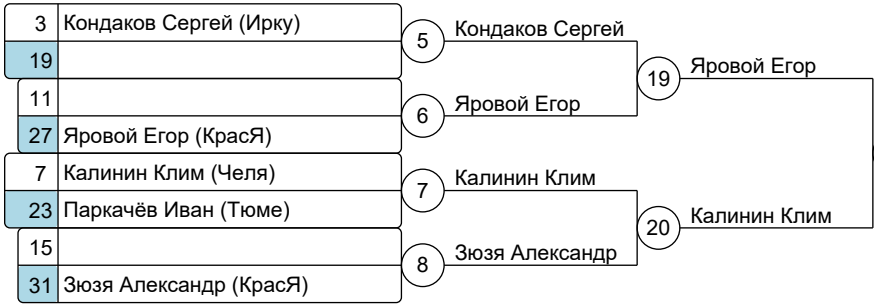 3 Кондаков Сергей (Ирку)
19
5 Кондаков Сергей
11
27 Яровой Егор (КрасЯ)
6 Яровой Егор
19 Яровой Егор
7 Калинин Клим (Челя)
23 Паркачёв Иван (Тюме)
7 Калинин Клим
15
31 Зюзя Александр (КрасЯ)
8 Зюзя Александр
20 Калинин Клим